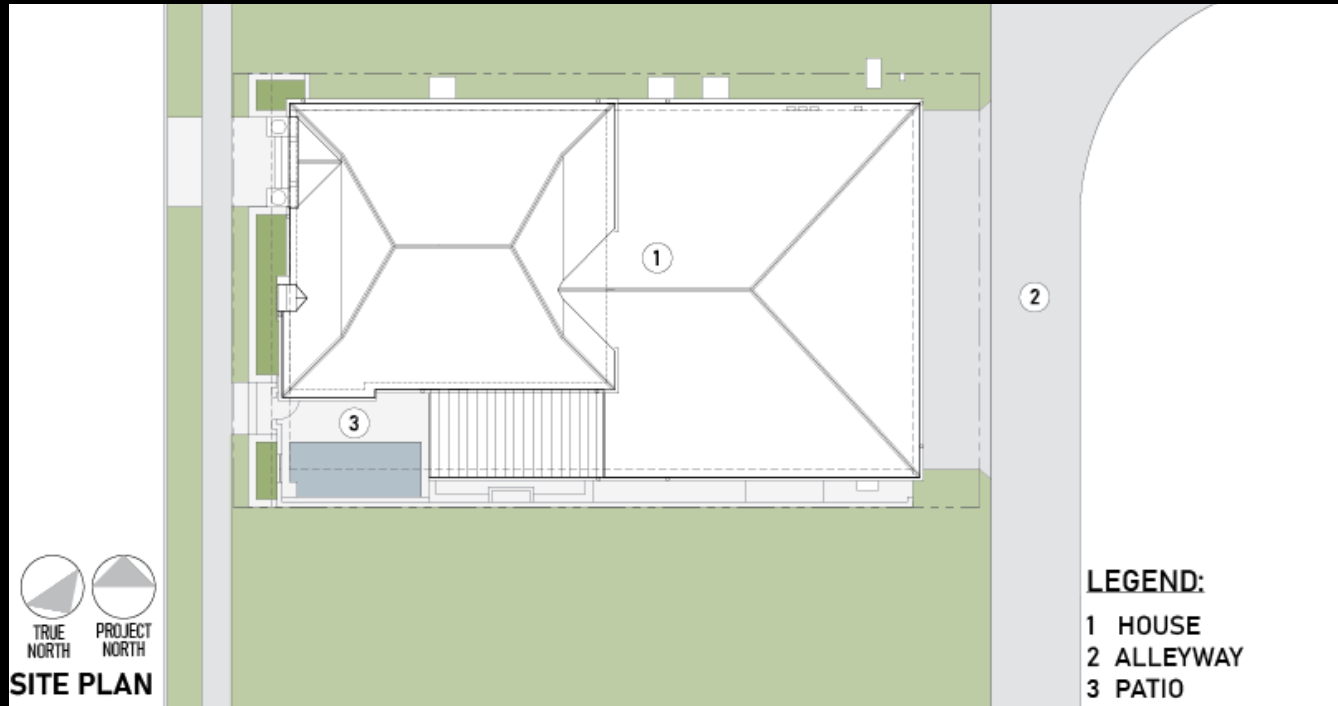 1
2
3
TRUE NORTH
PROJECT NORTH
SITE PLAN
LEGEND:
1 HOUSE
2 ALLEYWAY
3 PATIO